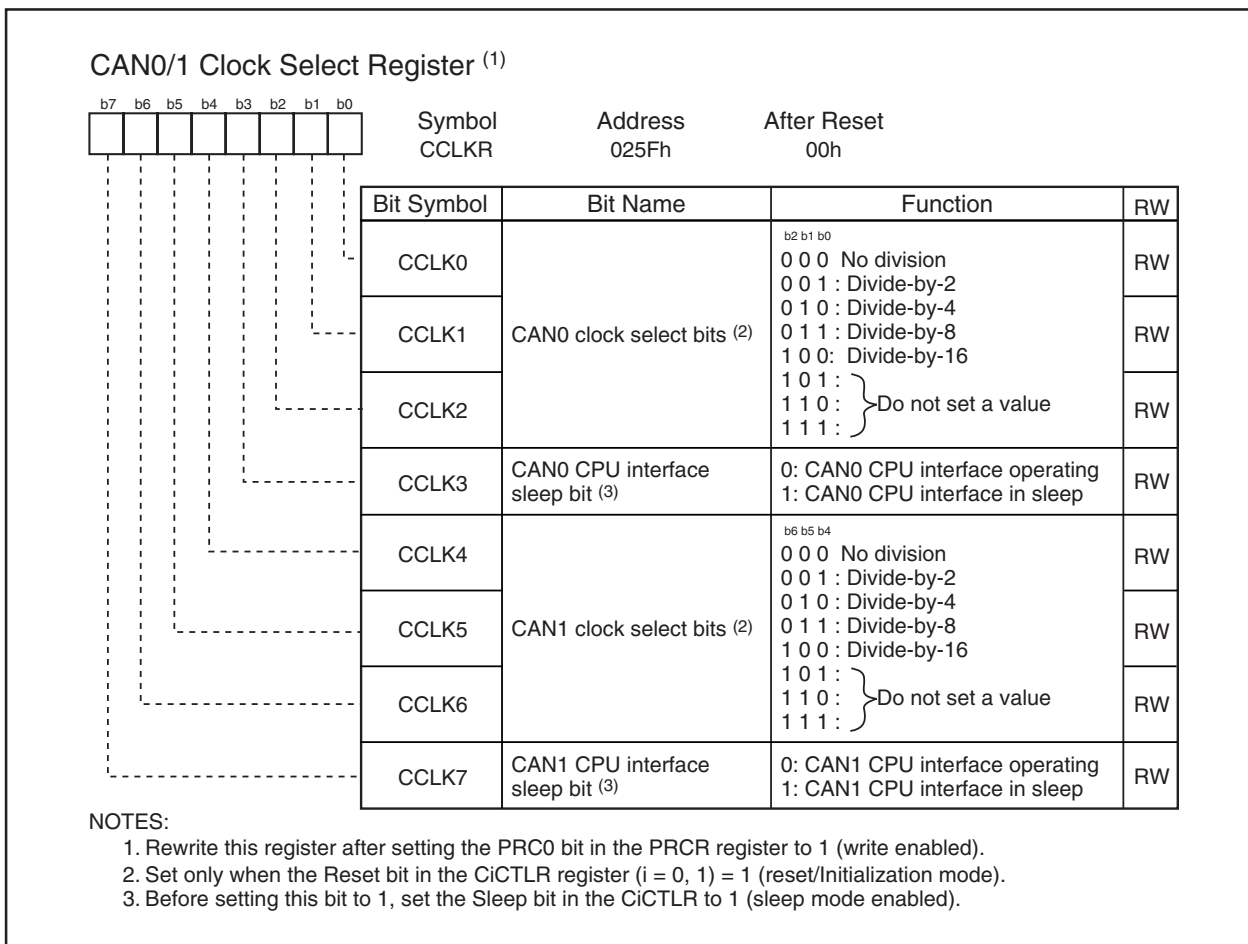 CAN0/1 Clock Select Register (1)
b7 b6 b5 b4 b3 b2 b1 b0
Symbol Address After Reset
CCLKR 025Fh 00h
Bit Symbol Bit Name Function RW
CCLK0 RW
CCLK1 CAN0 clock select bits (2) RW
CCLK2 RW
b2 b1 b0
0 0 0 No division
0 0 1 : Divide-by-2
0 1 0 : Divide-by-4
0 1 1 : Divide-by-8
1 0 0: Divide-by-16
1 0 1 :
1 1 0 : Do not set a value
1 1 1 :
CCLK3 CAN0 CPU interface
sleep bit (3)
0: CAN0 CPU interface operating
1: CAN0 CPU interface in sleep
RW
CCLK4 RW
CCLK5 CAN1 clock select bits (2) RW
CCLK6 RW
b6 b5 b4
0 0 0 No division
0 0 1 : Divide-by-2
0 1 0 : Divide-by-4
0 1 1 : Divide-by-8
1 0 0 : Divide-by-16
1 0 1 :
1 1 0 : Do not set a value
1 1 1 :
CCLK7 CAN1 CPU interface
sleep bit (3)
0: CAN1 CPU interface operating
1: CAN1 CPU interface in sleep
RW
NOTES:
1. Rewrite this register after setting the PRC0 bit in the PRCR register to 1 (write enabled).
2. Set only when the Reset bit in the CiCTLR register (i = 0, 1) = 1 (reset/Initialization mode).
3. Before setting this bit to 1, set the Sleep bit in the CiCTLR to 1 (sleep mode enabled).